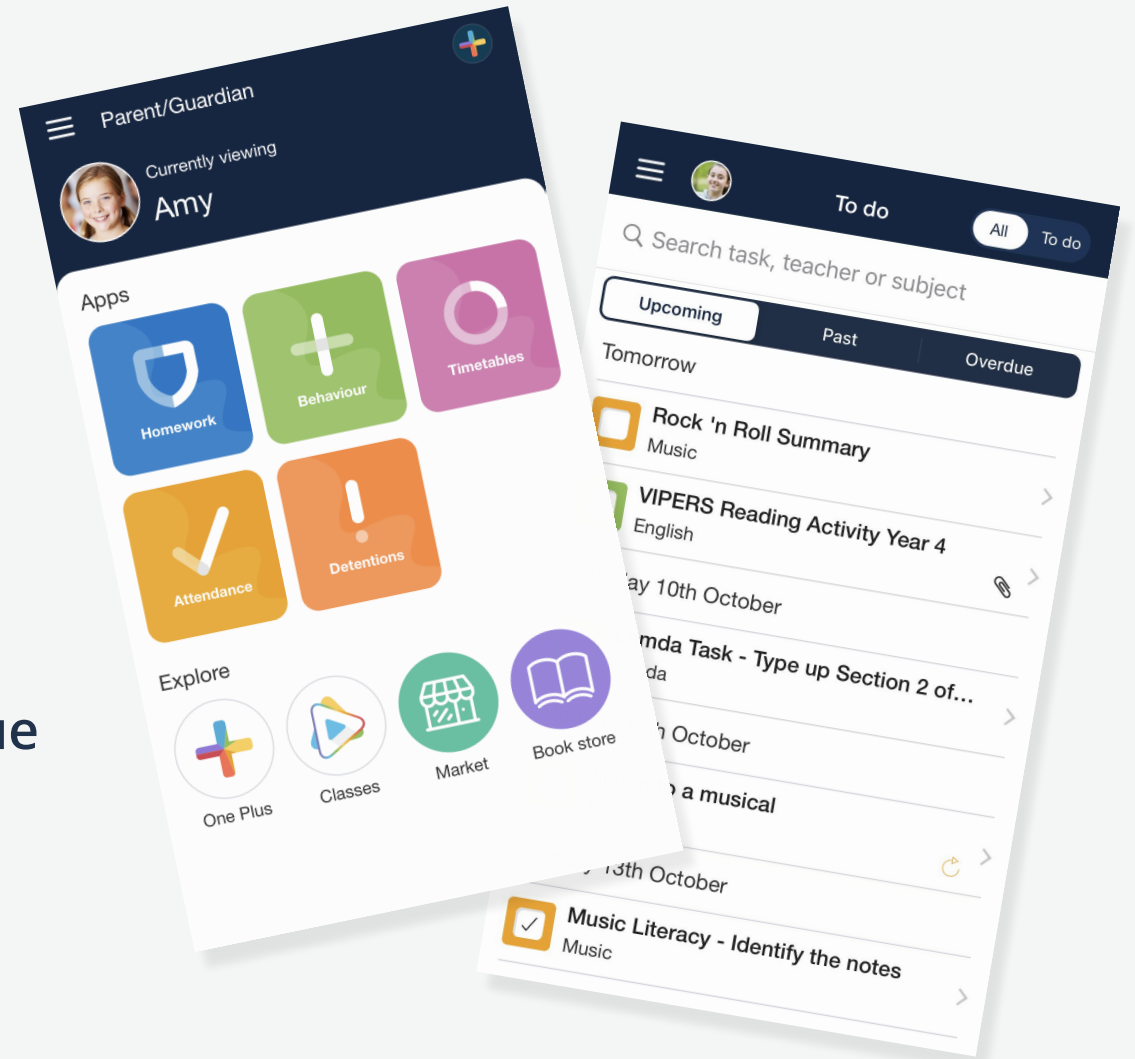 Parent/Guardian
Currently viewing
Amy
Apps
Homework
Behaviour
Timetables
Attendance
Detentions
Explore
One Plus
Classes
Market
Book store
To do
All
To do
Search task, teacher or subject
Upcoming
Past
Overdue
Tomorrow
Rock 'n Roll Summary
Music
VIPERS Reading Activity Year 4
English
10th October
Task - Type up Section 2 of...
October
a musical
13th October
Music Literacy - Identify the notes
Music